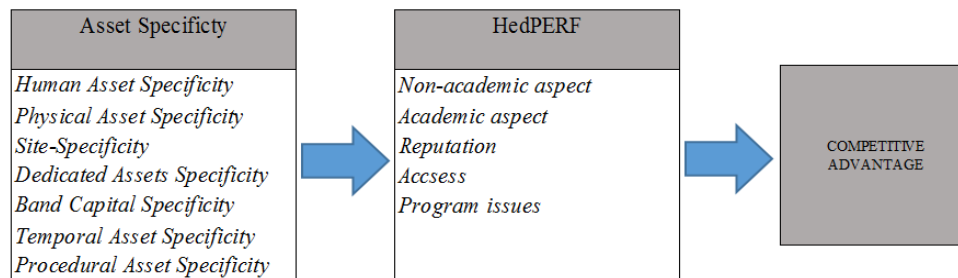 Asset Specificty
Human Asset Specificity
Physical Asset Specificity
Site-Specificity
Dedicated Assets Specificity
Band Capital Specificity
Temporal Asset Specificity
Procedural Asset Specificity
HedPERF
Non-academic aspect
Academic aspect
Reputation
Accsess
Program issues
COMPETITIVE
ADVANTAGE